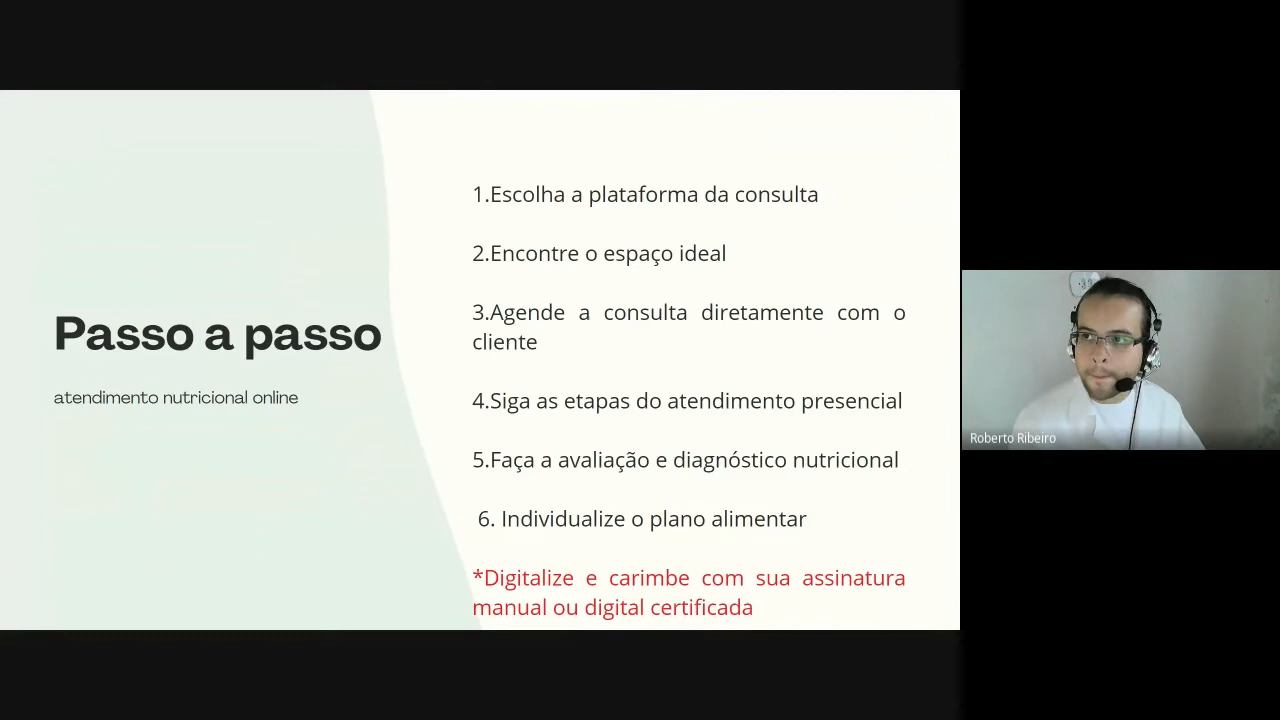 Passo a passo
atendimento nutricional online
1.Escolha a plataforma da consulta
2.Encontre o espaço ideal
3.Agende a consulta diretamente com o
cliente
4.Siga as etapas do atendimento presencial
5.Faça a avaliação e diagnóstico nutricional
6. Individualize o plano alimentar
*Digitalize e carimbe com sua assinatura
manual ou digital certificada
Roberto Ribeiro